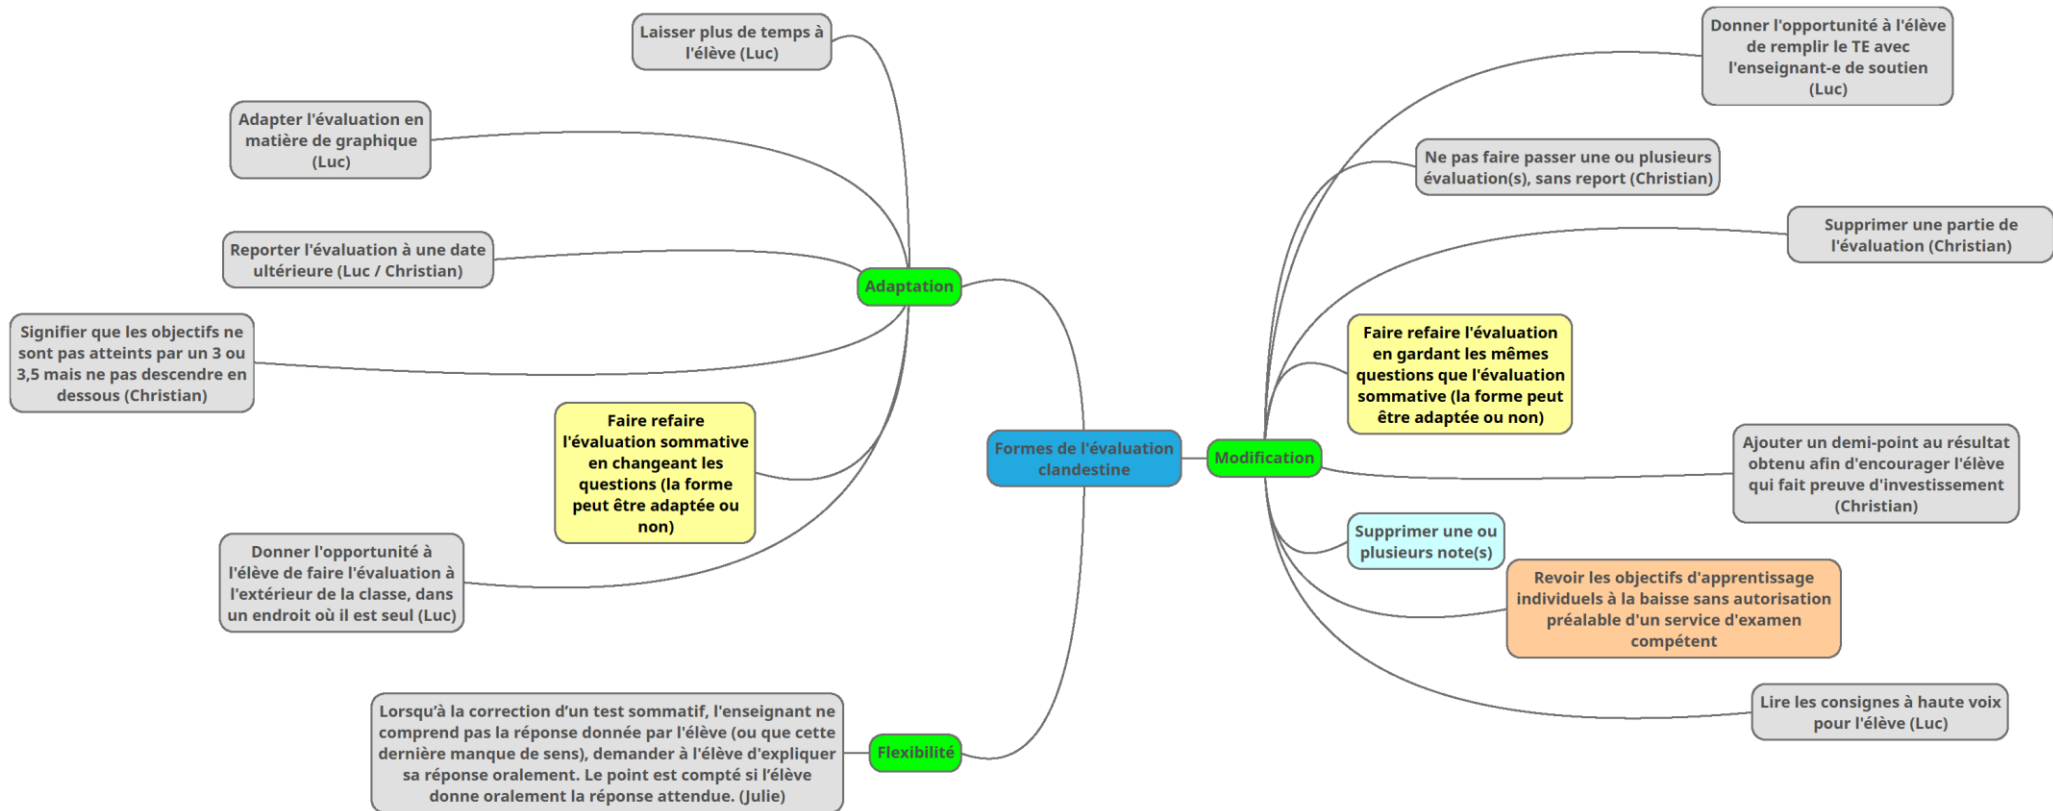 Laisser plus de temps à
l'élève (Luc)
Adapter l'évaluation en
matière de graphique
(Luc)
Reporter l'évaluation à une date
ultérieure (Luc / Christian)
Adaptation
Signifier que les objectifs ne
sont pas atteints par un 3 ou
3,5 mais ne pas descendre en
dessous (Christian)
Faire refaire
l'évaluation sommative
en changeant les
questions (la forme
peut être adaptée ou
non)
Donner l'opportunité à
l'élève de faire l'évaluation à
l'extérieur de la classe, dans
un endroit où il est seul (Luc)
Lorsqu’à la correction d’un test sommatif, l'enseignant ne
comprend pas la réponse donnée par l'élève (ou que cette
dernière manque de sens), demander à l'élève d'expliquer
sa réponse oralement. Le point est compté si l’élève
donne oralement la réponse attendue. (Julie)
Flexibilité
Formes de l'évaluation
clandestine
Modification
Donner l'opportunité à l'élève
de remplir le TE avec
l'enseignant-e de soutien
(Luc)
Ne pas faire passer une ou plusieurs
évaluation(s), sans report (Christian)
Supprimer une partie de
l'évaluation (Christian)
Faire refaire l'évaluation
en gardant les mêmes
questions que l'évaluation
sommative (la forme peut
être adaptée ou non)
Ajouter un demi-point au résultat
obtenu afin d'encourager l'élève
qui fait preuve d'investissement
(Christian)
Supprimer une ou
plusieurs note(s)
Revoir les objectifs d'apprentissage
individuels à la baisse sans autorisation
préalable d'un service d'examen
compétent
Lire les consignes à haute voix
pour l'élève (Luc)